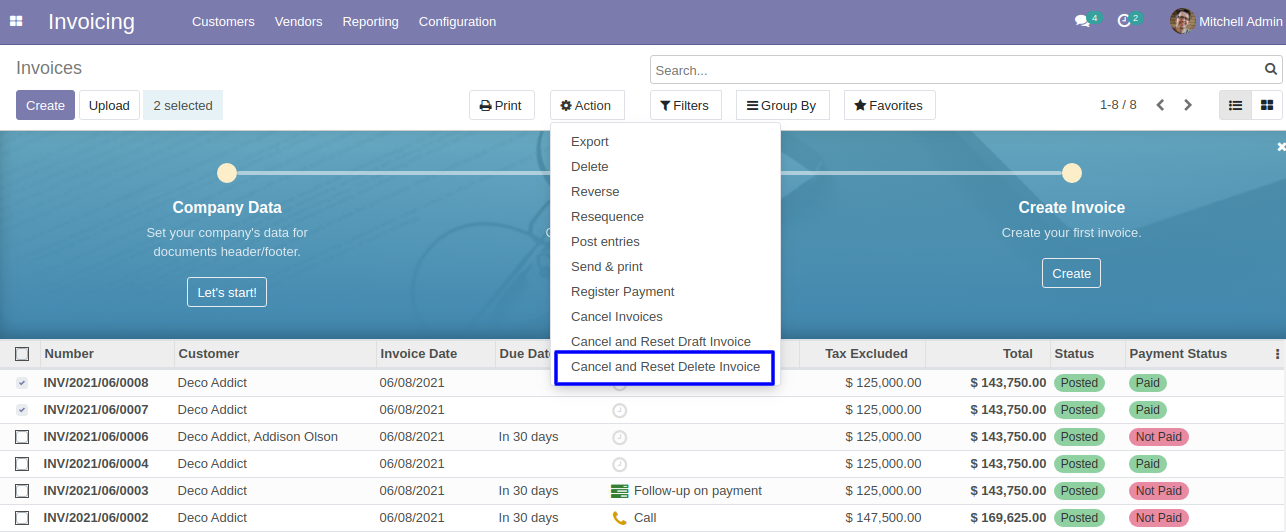 Invoicing Customers Vendors Reporting Configuration 4 2 Mitchell Admin
Invoices
Search...
Create Upload 2 selected Print Action Filters Group By Favorites 1-8 / 8
Export
Delete
Reverse
Resequence
Post entries
Send & print
Register Payment
Cancel Invoices
Cancel and Reset Draft Invoice
Cancel and Reset Delete Invoice
Company Data
Set your company's data for
documents header/footer.
Let's start!
Create Invoice
Create your first invoice.
Create
Number Customer Invoice Date Due Tax Excluded Total Status Payment Status
INV/2021/06/0008 Deco Addict 06/08/2021 $ 125,000.00 $ 143,750.00 Posted Paid
INV/2021/06/0007 Deco Addict 06/08/2021 $ 125,000.00 $ 143,750.00 Posted Paid
INV/2021/06/0006 Deco Addict, Addison Olson 06/08/2021 In 30 days $ 125,000.00 $ 143,750.00 Posted Not Paid
INV/2021/06/0004 Deco Addict 06/08/2021 $ 125,000.00 $ 143,750.00 Posted Paid
INV/2021/06/0003 Deco Addict 06/08/2021 In 30 days Follow-up on payment $ 125,000.00 $ 143,750.00 Posted Not Paid
INV/2021/06/0002 Deco Addict 06/08/2021 In 30 days Call $ 147,500.00 $ 169,625.00 Posted Not Paid